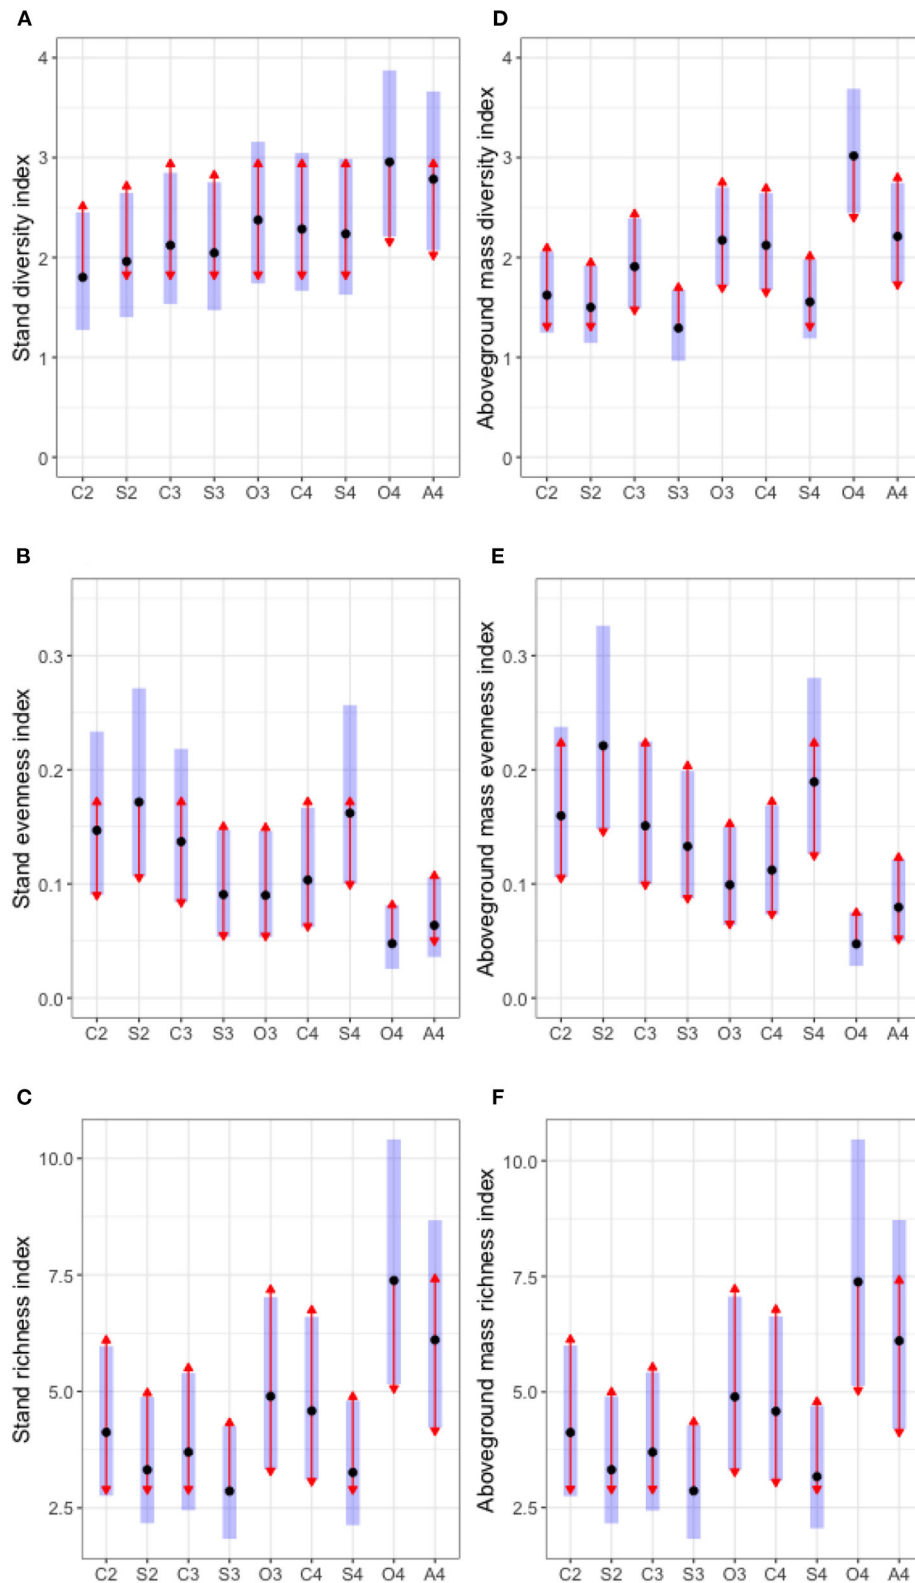 A
D
Stand diversity index
4
3
2
1
0
C2 S2 C3 S3 O3 C4 S4 O4 A4
Aboveground mass diversity index
4
3
2
1
0
C2 S2 C3 S3 O3 C4 S4 O4 A4
B
E
Stand evenness index
0.3
0.2
0.1
0.0
C2 S2 C3 S3 O3 C4 S4 O4 A4
Aboveground mass evenness index
0.3
0.2
0.1
0.0
C2 S2 C3 S3 O3 C4 S4 O4 A4
C
F
Stand richness index
10.0
7.5
5.0
2.5
C2 S2 C3 S3 O3 C4 S4 O4 A4
Aboveground mass richness index
10.0
7.5
5.0
2.5
C2 S2 C3 S3 O3 C4 S4 O4 A4